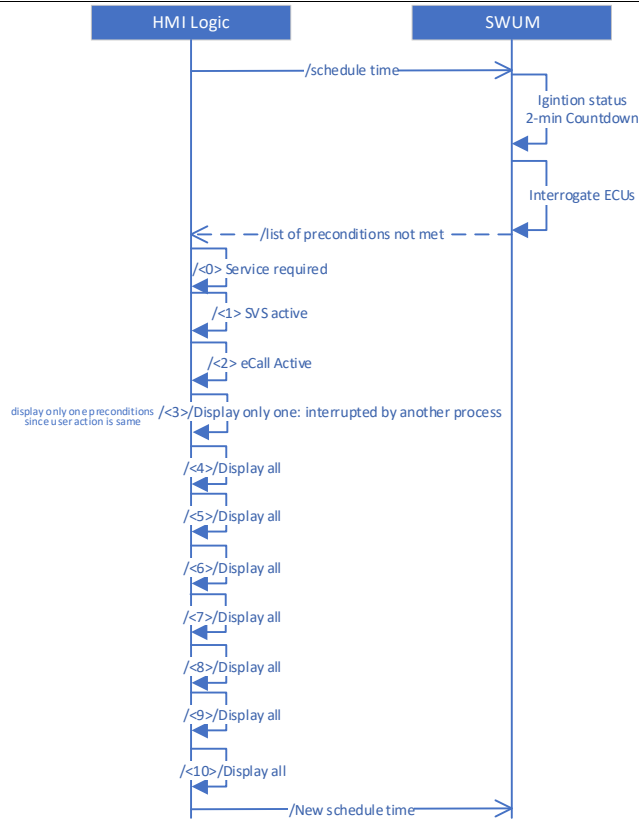 HMI Logic
SWUM
/schedule time
Igintion status
2-min Countdown
Interrogate ECUs
/list of preconditions not met
/<0> Service required
/<1> SVS active
/<2> eCall Active
display only one preconditions
since user action is same
/<3>/Display only one: interrupted by another process
/<4>/Display all
/<5>/Display all
/<6>/Display all
/<7>/Display all
/<8>/Display all
/<9>/Display all
/<10>/Display all
/New schedule time